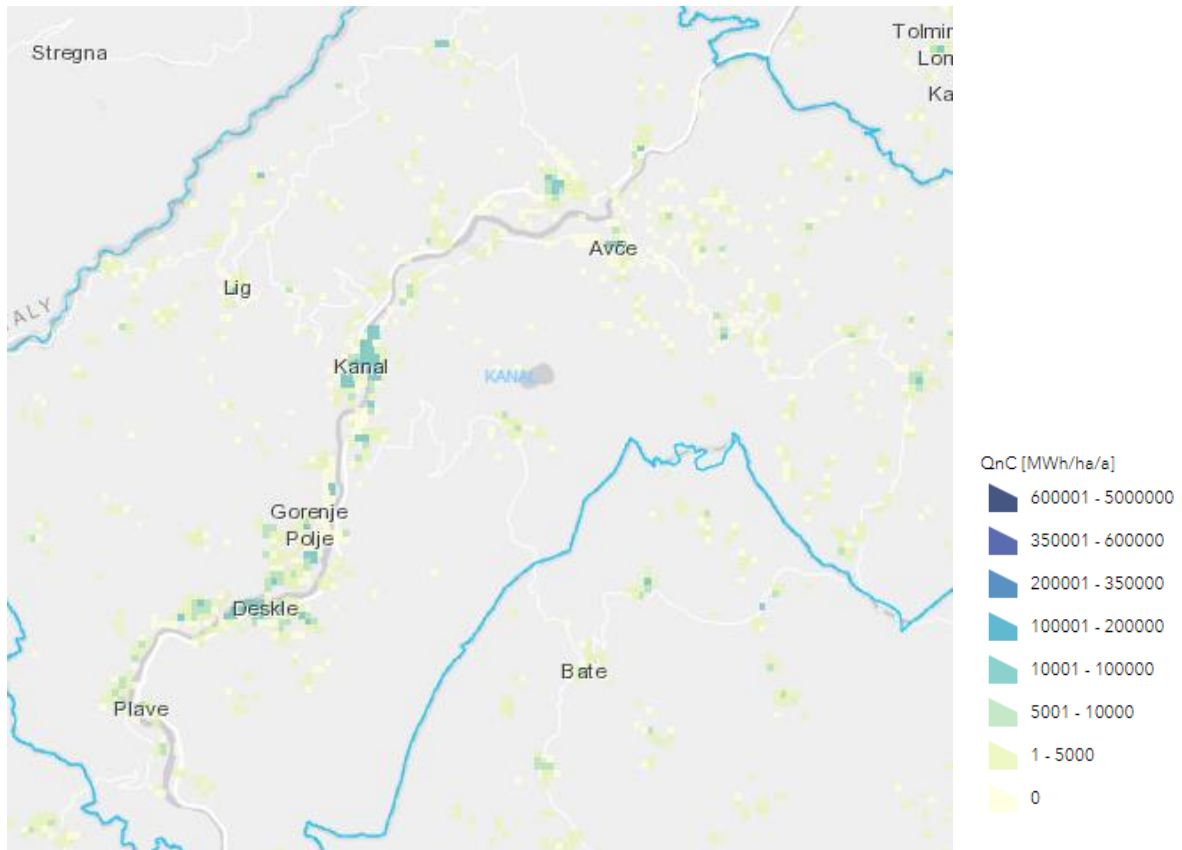 Stregna
Tolmin
Lom
Ka
Avče
Lig
ALY
Kanal
KANAL
Gorenje
Polje
Deskle
Bate
Plave
QnC [MWh/ha/a]
600001 - 5000000
350001 - 600000
200001 - 350000
100001 - 200000
10001 - 100000
5001 - 10000
1 - 5000
0